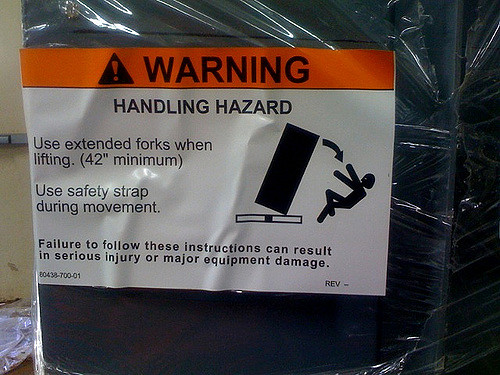 WARNING
HANDLING HAZARD
Use extended forks when
lifting. (42" minimum)
Use safety strap
during movement.
Failure to follow these instructions can result
in serious injury or major equipment damage.
60438-700-01
REV –